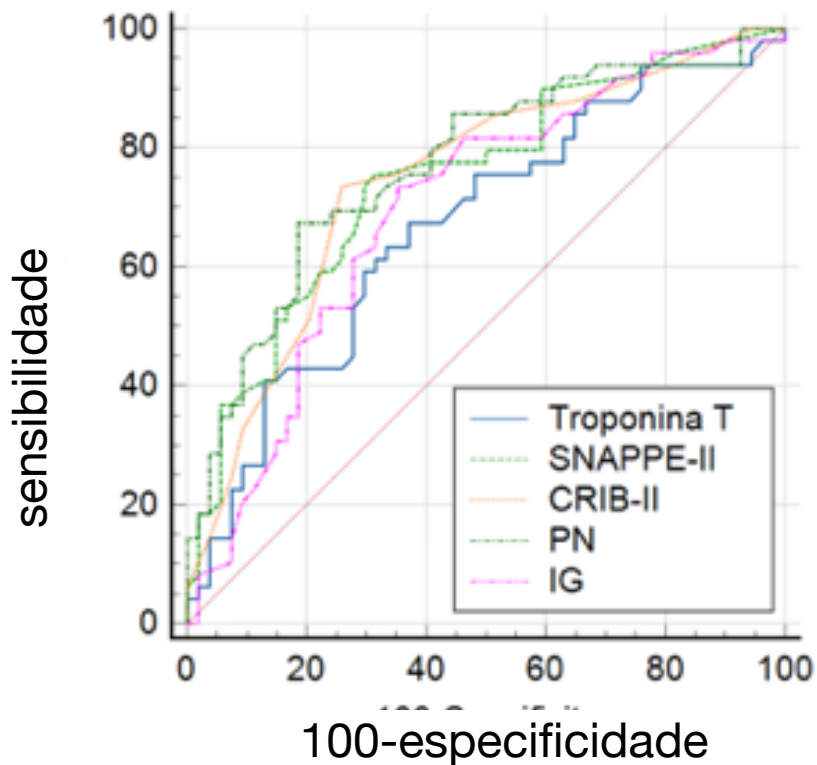 100
80
60
40
20
0
sensibilidade
Troponina T
SNAPPE-II
CRIB-II
PN
IG
0 20 40 60 80 100
100-especificidade